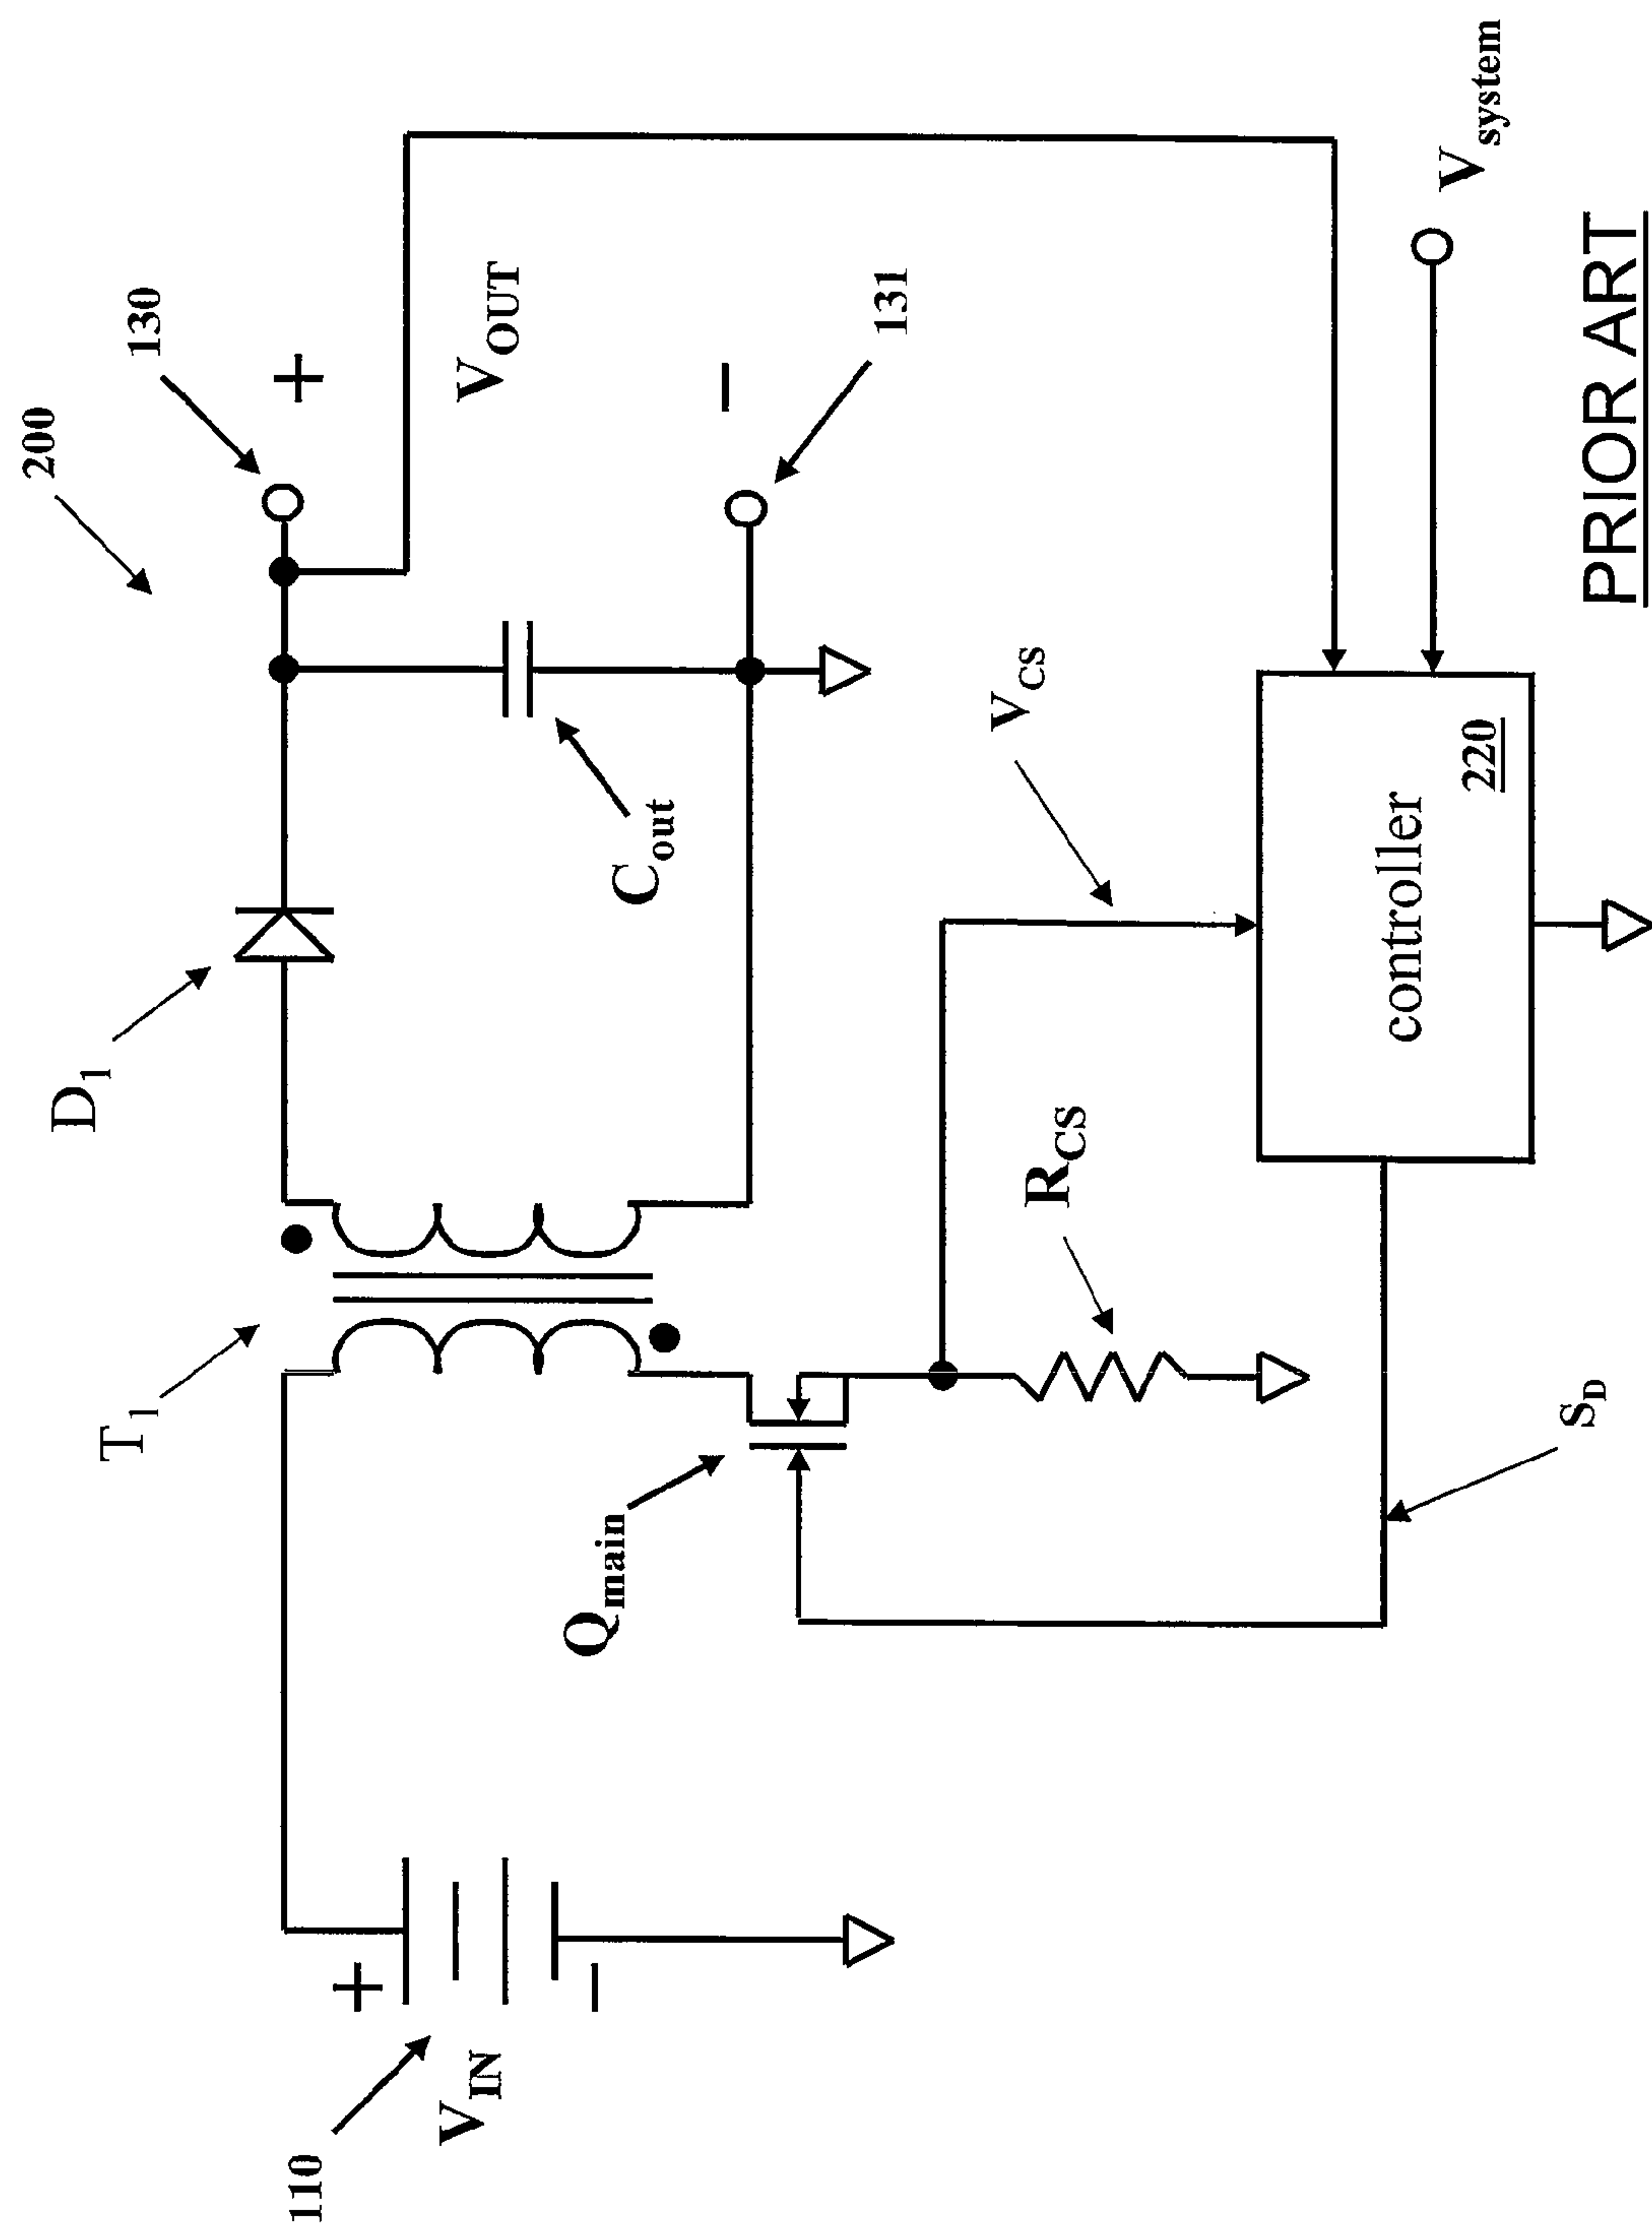 200
130
+
D1
T1
VOUT
Cout
−
131
110
+
VIN
−
Qmain
VCS
RCS
controller
220
Vsystem
SD
PRIOR ART